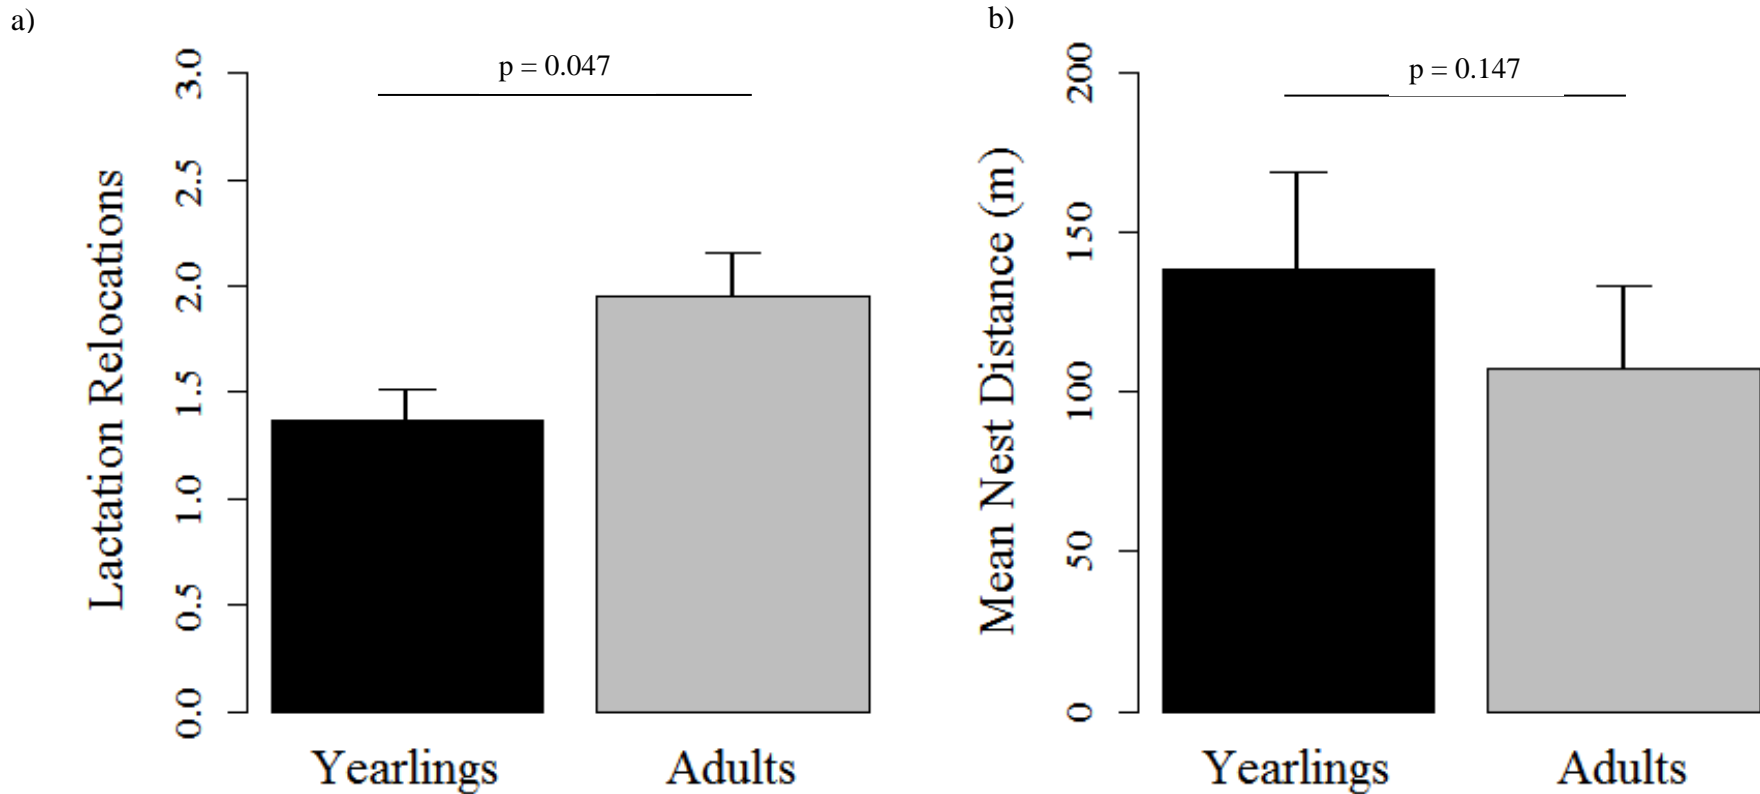 a)
p = 0.047
Lactation Relocations
3.0
2.5
2.0
1.5
1.0
0.5
0.0
Yearlings
Adults
b)
p = 0.147
Mean Nest Distance (m)
200
150
100
50
0
Yearlings
Adults